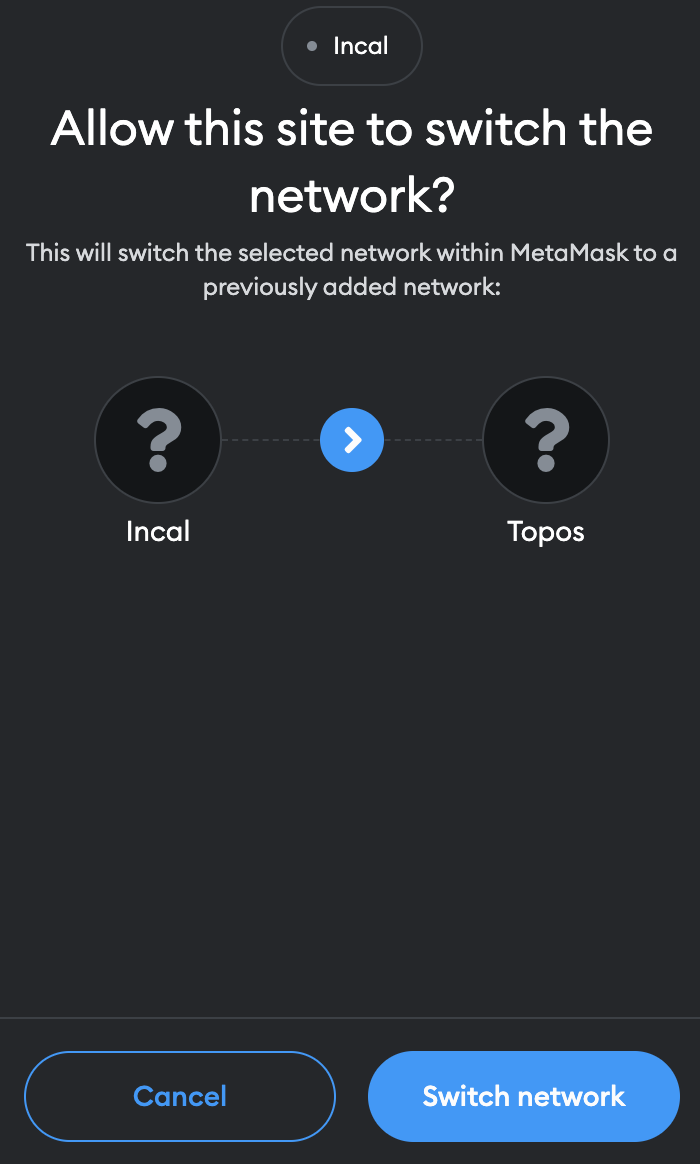 Incal
Allow this site to switch the
network?
This will switch the selected network within MetaMask to a
previously added network:
? ?
Incal Topos
Cancel Switch network